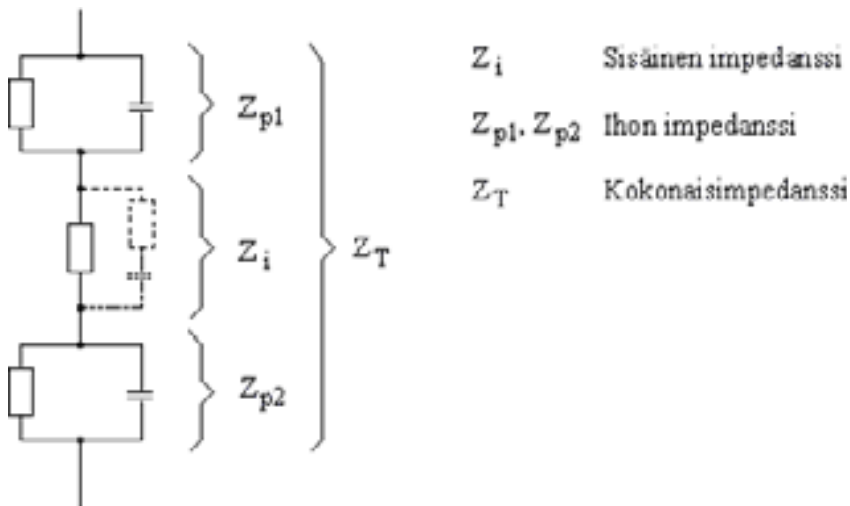 Z_p1
Z_i
Z_T
Z_p2
Z_i Sisäinen impedanssi
Z_p1, Z_p2 Ihon impedanssi
Z_T Kokonaisimpedanssi